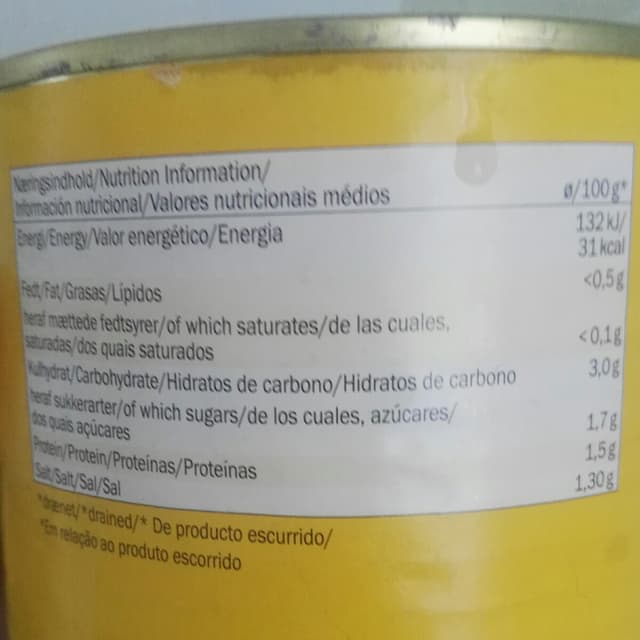 Næringsindhold/Nutrition Information/
Información nutricional/Valores nutricionais médios ø/100g*
Energi/Energy/Valor energético/Energia 132 kJ/
31 kcal
Fedt/Fat/Grasas/Lípidos <0,5g
heraf mættede fedtsyrer/of which saturates/de las cuales,
saturadas/dos quais saturados <0,1g
Kulhydrat/Carbohydrate/Hidratos de carbono/Hidratos de carbono 3,0g
heraf sukkerarter/of which sugars/de los cuales, azúcares/
dos quais açúcares 1,7g
Protein/Protein/Proteínas/Proteínas 1,5g
Salt/Salt/Sal/Sal 1,30g
*drænet/*drained/* De producto escurrido/
*Em relação ao produto escorrido